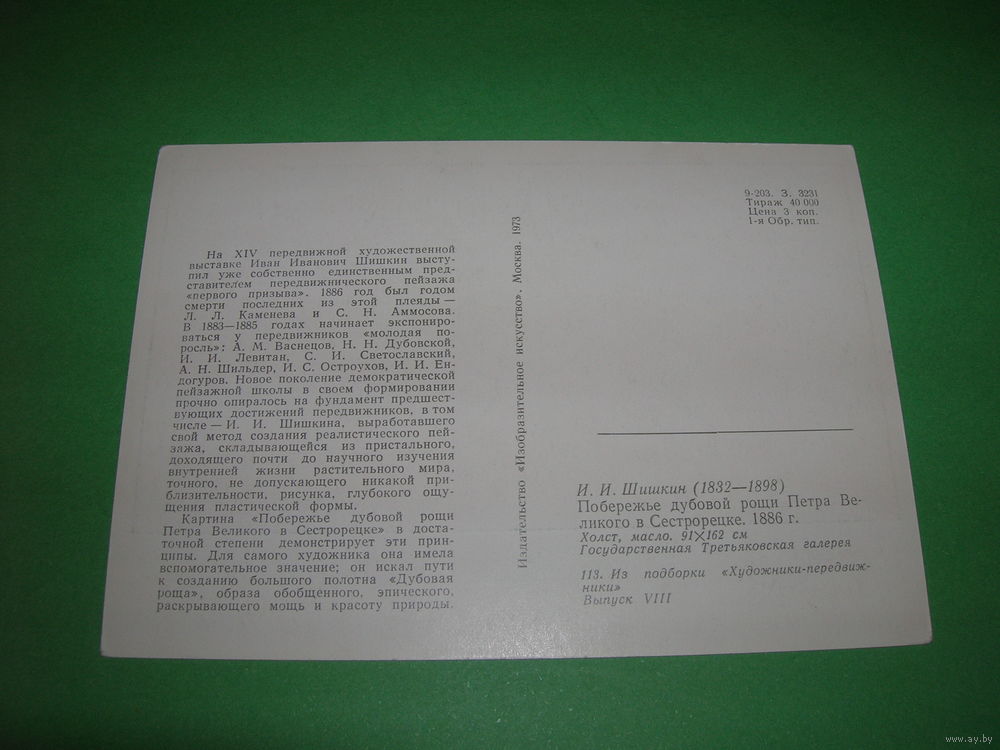 На XIV передвижной художественной
выставке Иван Иванович Шишкин высту-
пил уже собственно единственным пред-
ставителем передвижнического пейзажа
«первого призыва». 1886 год был годом
смерти последних из этой плеяды —
Л. Л. Каменева и С. Н. Аммосова.
В 1883—1885 годах начинает экспониро-
ваться у передвижников «молодая по-
росль»: А. М. Васнецов, Н. Н. Дубовской,
И. И. Левитан, С. И. Светославский,
А. Н. Шильдер, И. С. Остроухов, И. И. Ен-
догуров. Новое поколение демократической
пейзажной школы в своем формировании
прочно опиралось на фундамент предшест-
вующих достижений передвижников, в том
числе — И. И. Шишкина, выработавшего
свой метод создания реалистического пей-
зажа, складывающейся из пристального,
доходящего почти до научного изучения
внутренней жизни растительного мира,
точного, не допускающего никакой при-
близительности, рисунка, глубокого ощу-
щения пластической формы.
Картина «Побережье дубовой рощи
Петра Великого в Сестрорецке» в доста-
точной степени демонстрирует эти прин-
ципы. Для самого художника она имела
вспомогательное значение; он искал пути
к созданию большого полотна «Дубовая
роща», образа обобщенного, эпического,
раскрывающего мощь и красоту природы.
Издательство «Изобразительное искусство». Москва. 1973
9-203. З. 3231
Тираж 40 000
Цена 3 коп.
1-я Обр. тип.
И. И. Шишкин (1832—1898)
Побережье дубовой рощи Петра Ве-
ликого в Сестрорецке. 1886 г.
Холст, масло. 91×162 см
Государственная Третьяковская галерея
113. Из подборки «Художники-передвиж-
ники»
Выпуск VIII
www.ay.by